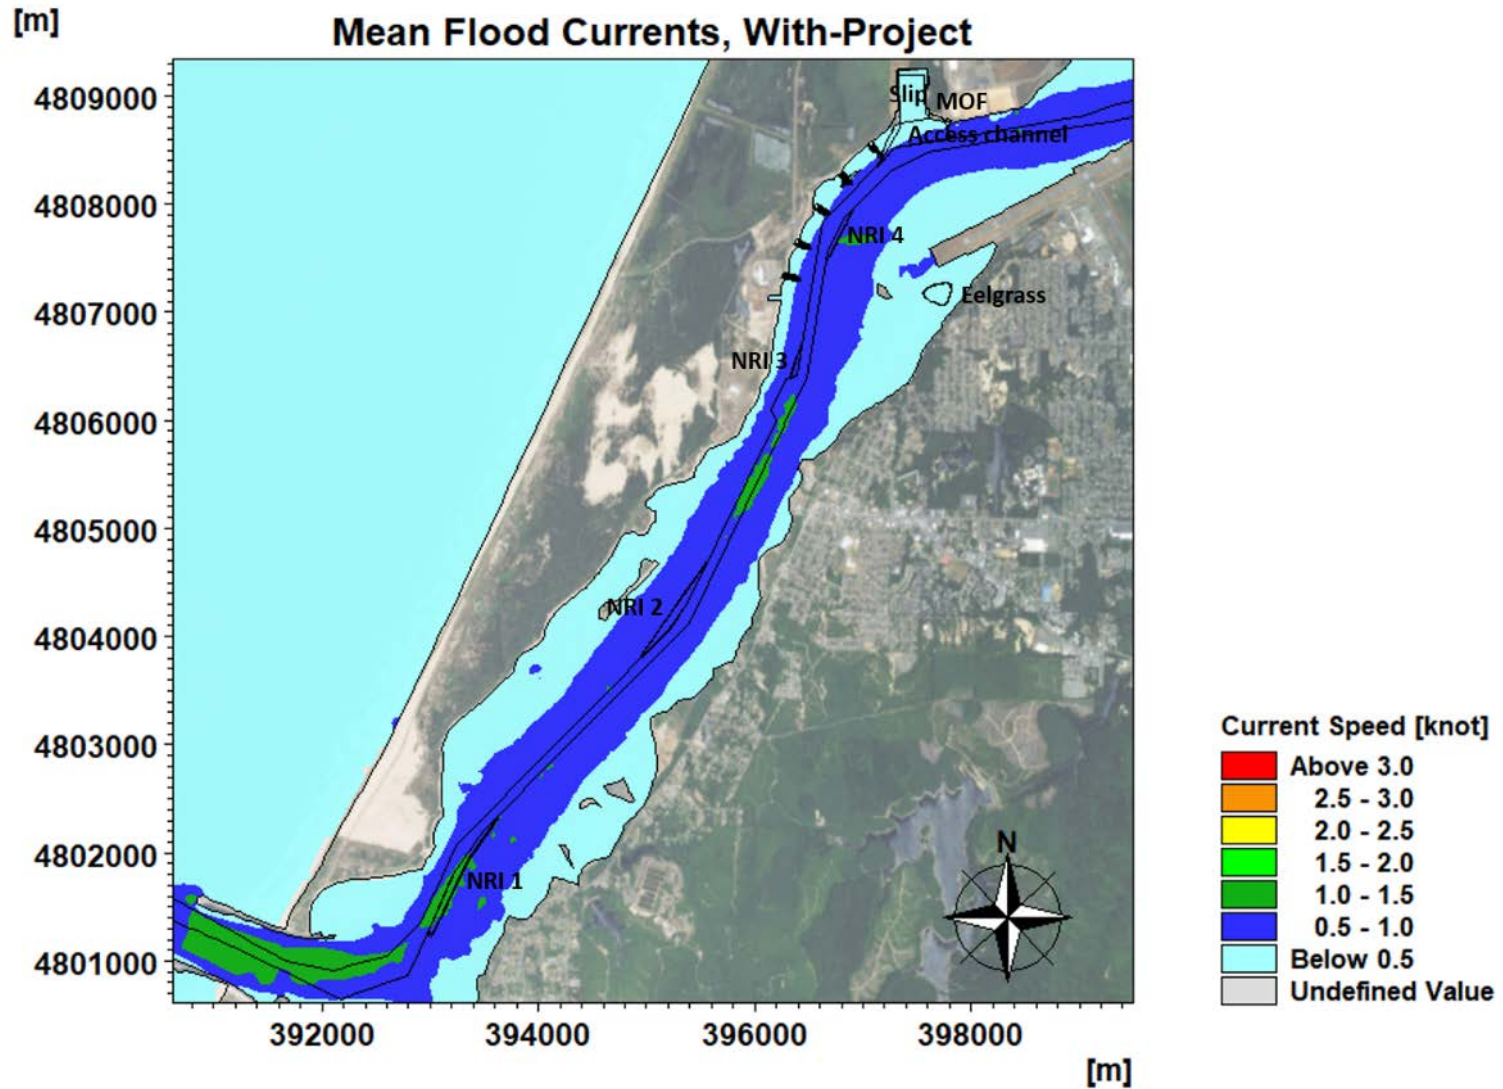 [m]
Mean Flood Currents, With-Project
4809000
4808000
4807000
4806000
4805000
4804000
4803000
4802000
4801000
Slip
MOF
Access channel
NRI 4
Eelgrass
NRI 3
NRI 2
NRI 1
N
392000
394000
396000
398000
[m]
Current Speed [knot]
Above 3.0
2.5 - 3.0
2.0 - 2.5
1.5 - 2.0
1.0 - 1.5
0.5 - 1.0
Below 0.5
Undefined Value